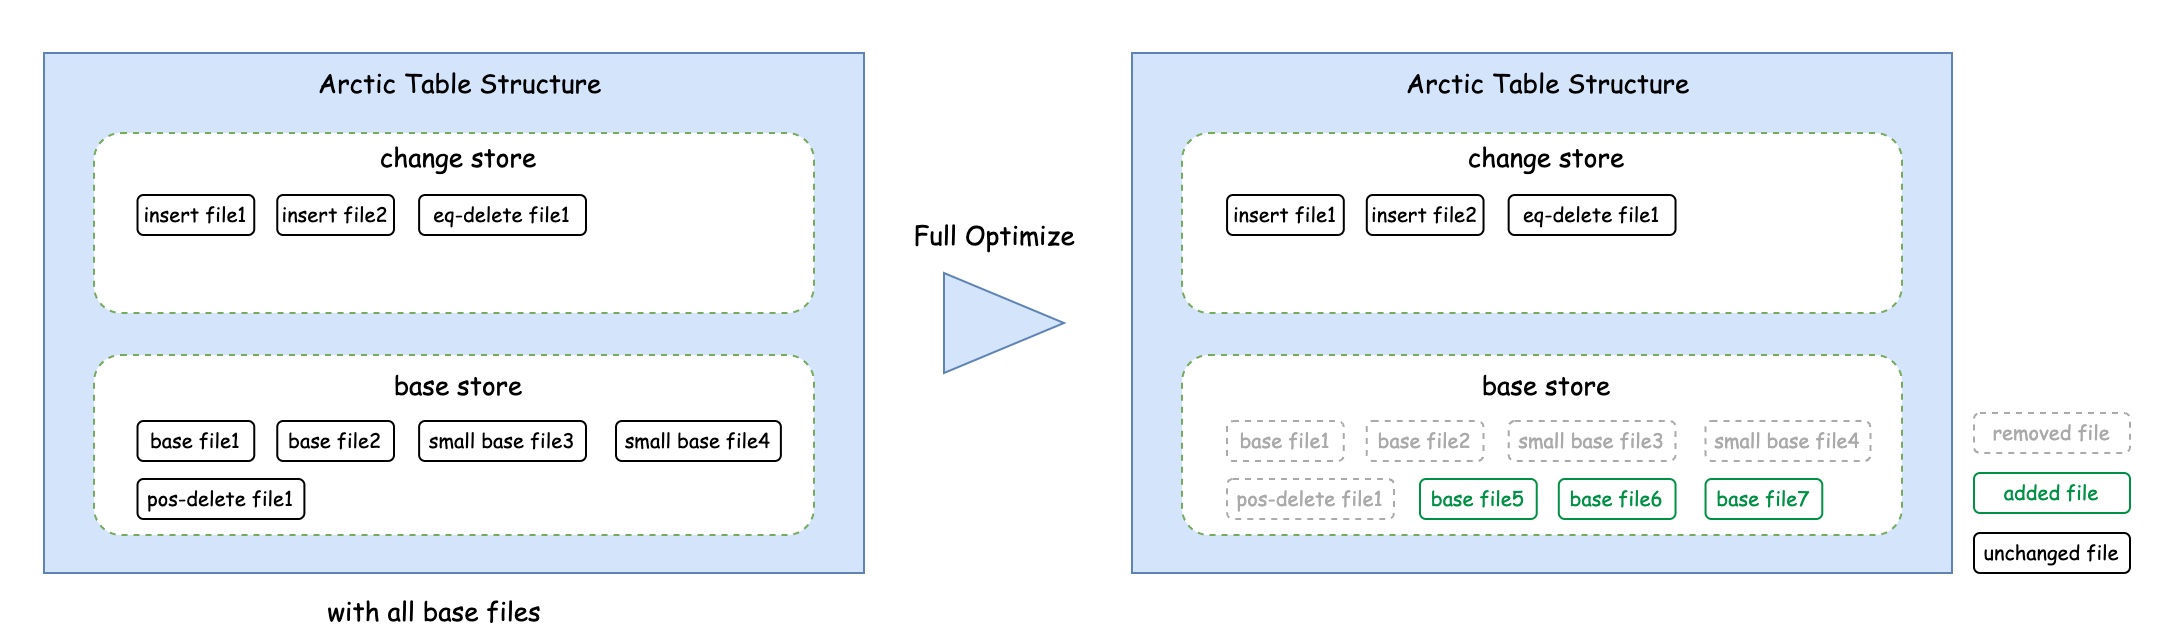 Arctic Table Structure
change store
insert file1 insert file2 eq-delete file1
base store
base file1 base file2 small base file3 small base file4
pos-delete file1
with all base files
Full Optimize
Arctic Table Structure
change store
insert file1 insert file2 eq-delete file1
base store
base file1 base file2 small base file3 small base file4
pos-delete file1 base file5 base file6 base file7
removed file
added file
unchanged file